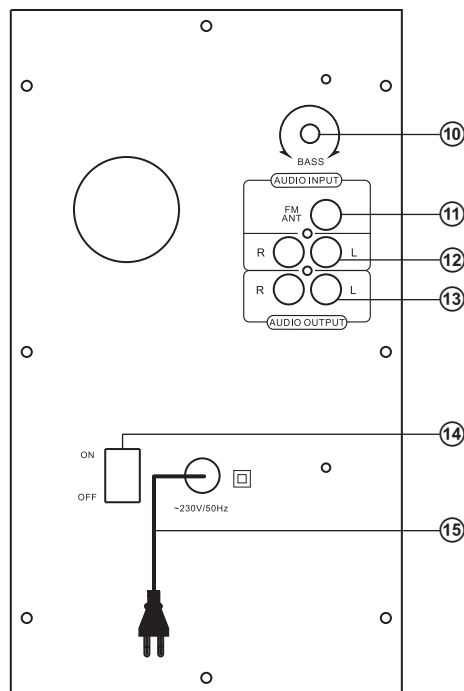 10
BASS
AUDIO INPUT
FM
ANT
11
R L
12
R L
13
AUDIO OUTPUT
14
ON
OFF
~230V/50Hz
15